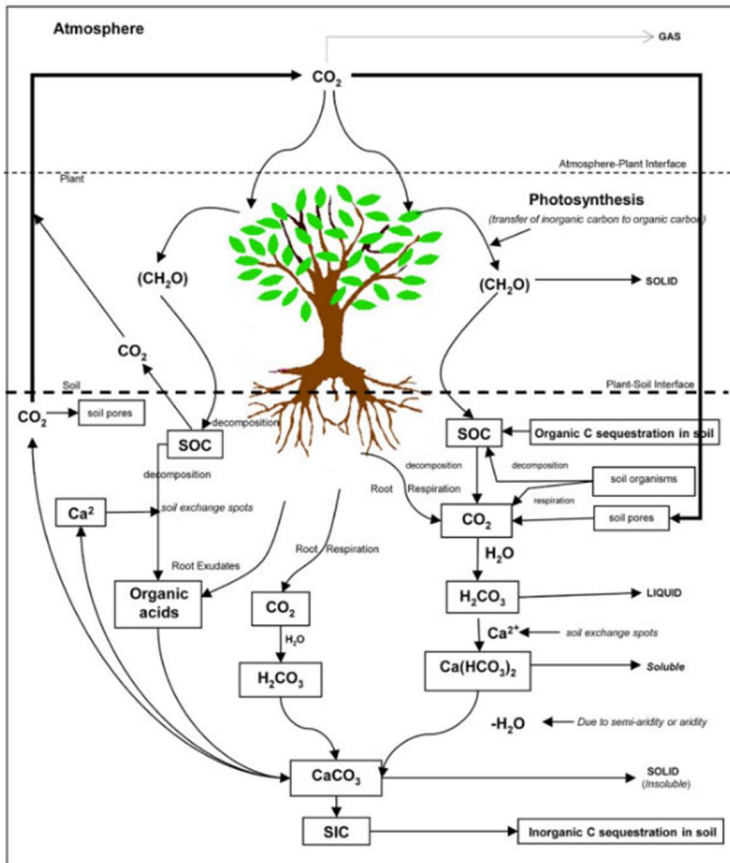 Atmosphere
GAS
CO₂
Atmosphere-Plant Interface
Plant
Photosynthesis
(transfer of inorganic carbon to organic carbon)
(CH₂O)
(CH₂O)
SOLID
CO₂
Soil
Plant-Soil Interface
CO₂
soil pores
decomposition
SOC
SOC
Organic C sequestration in soil
decomposition
decomposition
decomposition
soil organisms
Root Respiration
respiration
Ca²
soil exchange spots
CO₂
soil pores
H₂O
Root Exudates
Root Respiration
Organic
acids
CO₂
H₂CO₃
LIQUID
H₂O
Ca²⁺
soil exchange spots
H₂CO₃
Ca(HCO₃)₂
Soluble
-H₂O
Due to semi-aridity or aridity
CaCO₃
SOLID
(Insoluble)
SIC
Inorganic C sequestration in soil